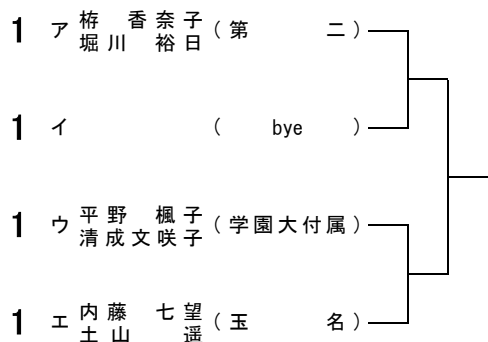 1 ア 栫 香奈子 (第二)
堀川 裕日
1 イ (bye)
1 ウ 平野 楓子 (学園大付属)
清成文咲子
1 エ 内藤 七望 (玉名)
土山 遥